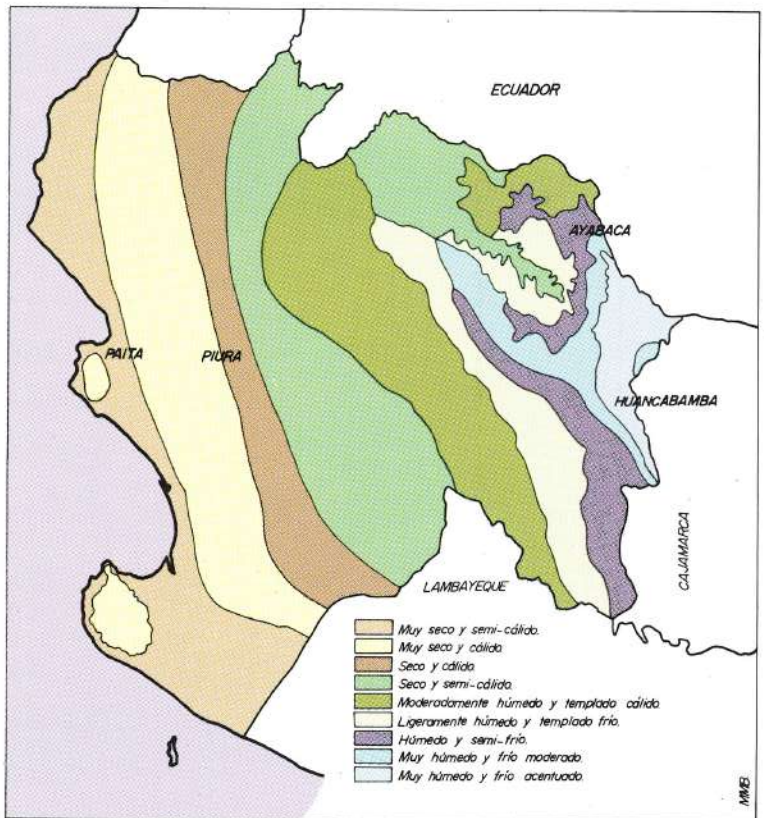 ECUADOR
AYABACA
PAITA
PIURA
HUANCABAMBA
CAJAMARCA
LAMBAYEQUE
Muy seco y semi-cálido.
Muy seco y cálido.
Seco y cálido.
Seco y semi-cálido.
Moderadamente húmedo y templado cálido.
Ligeramente húmedo y templado frío.
Húmedo y semi-frío.
Muy húmedo y frío moderado.
Muy húmedo y frío acentuado.